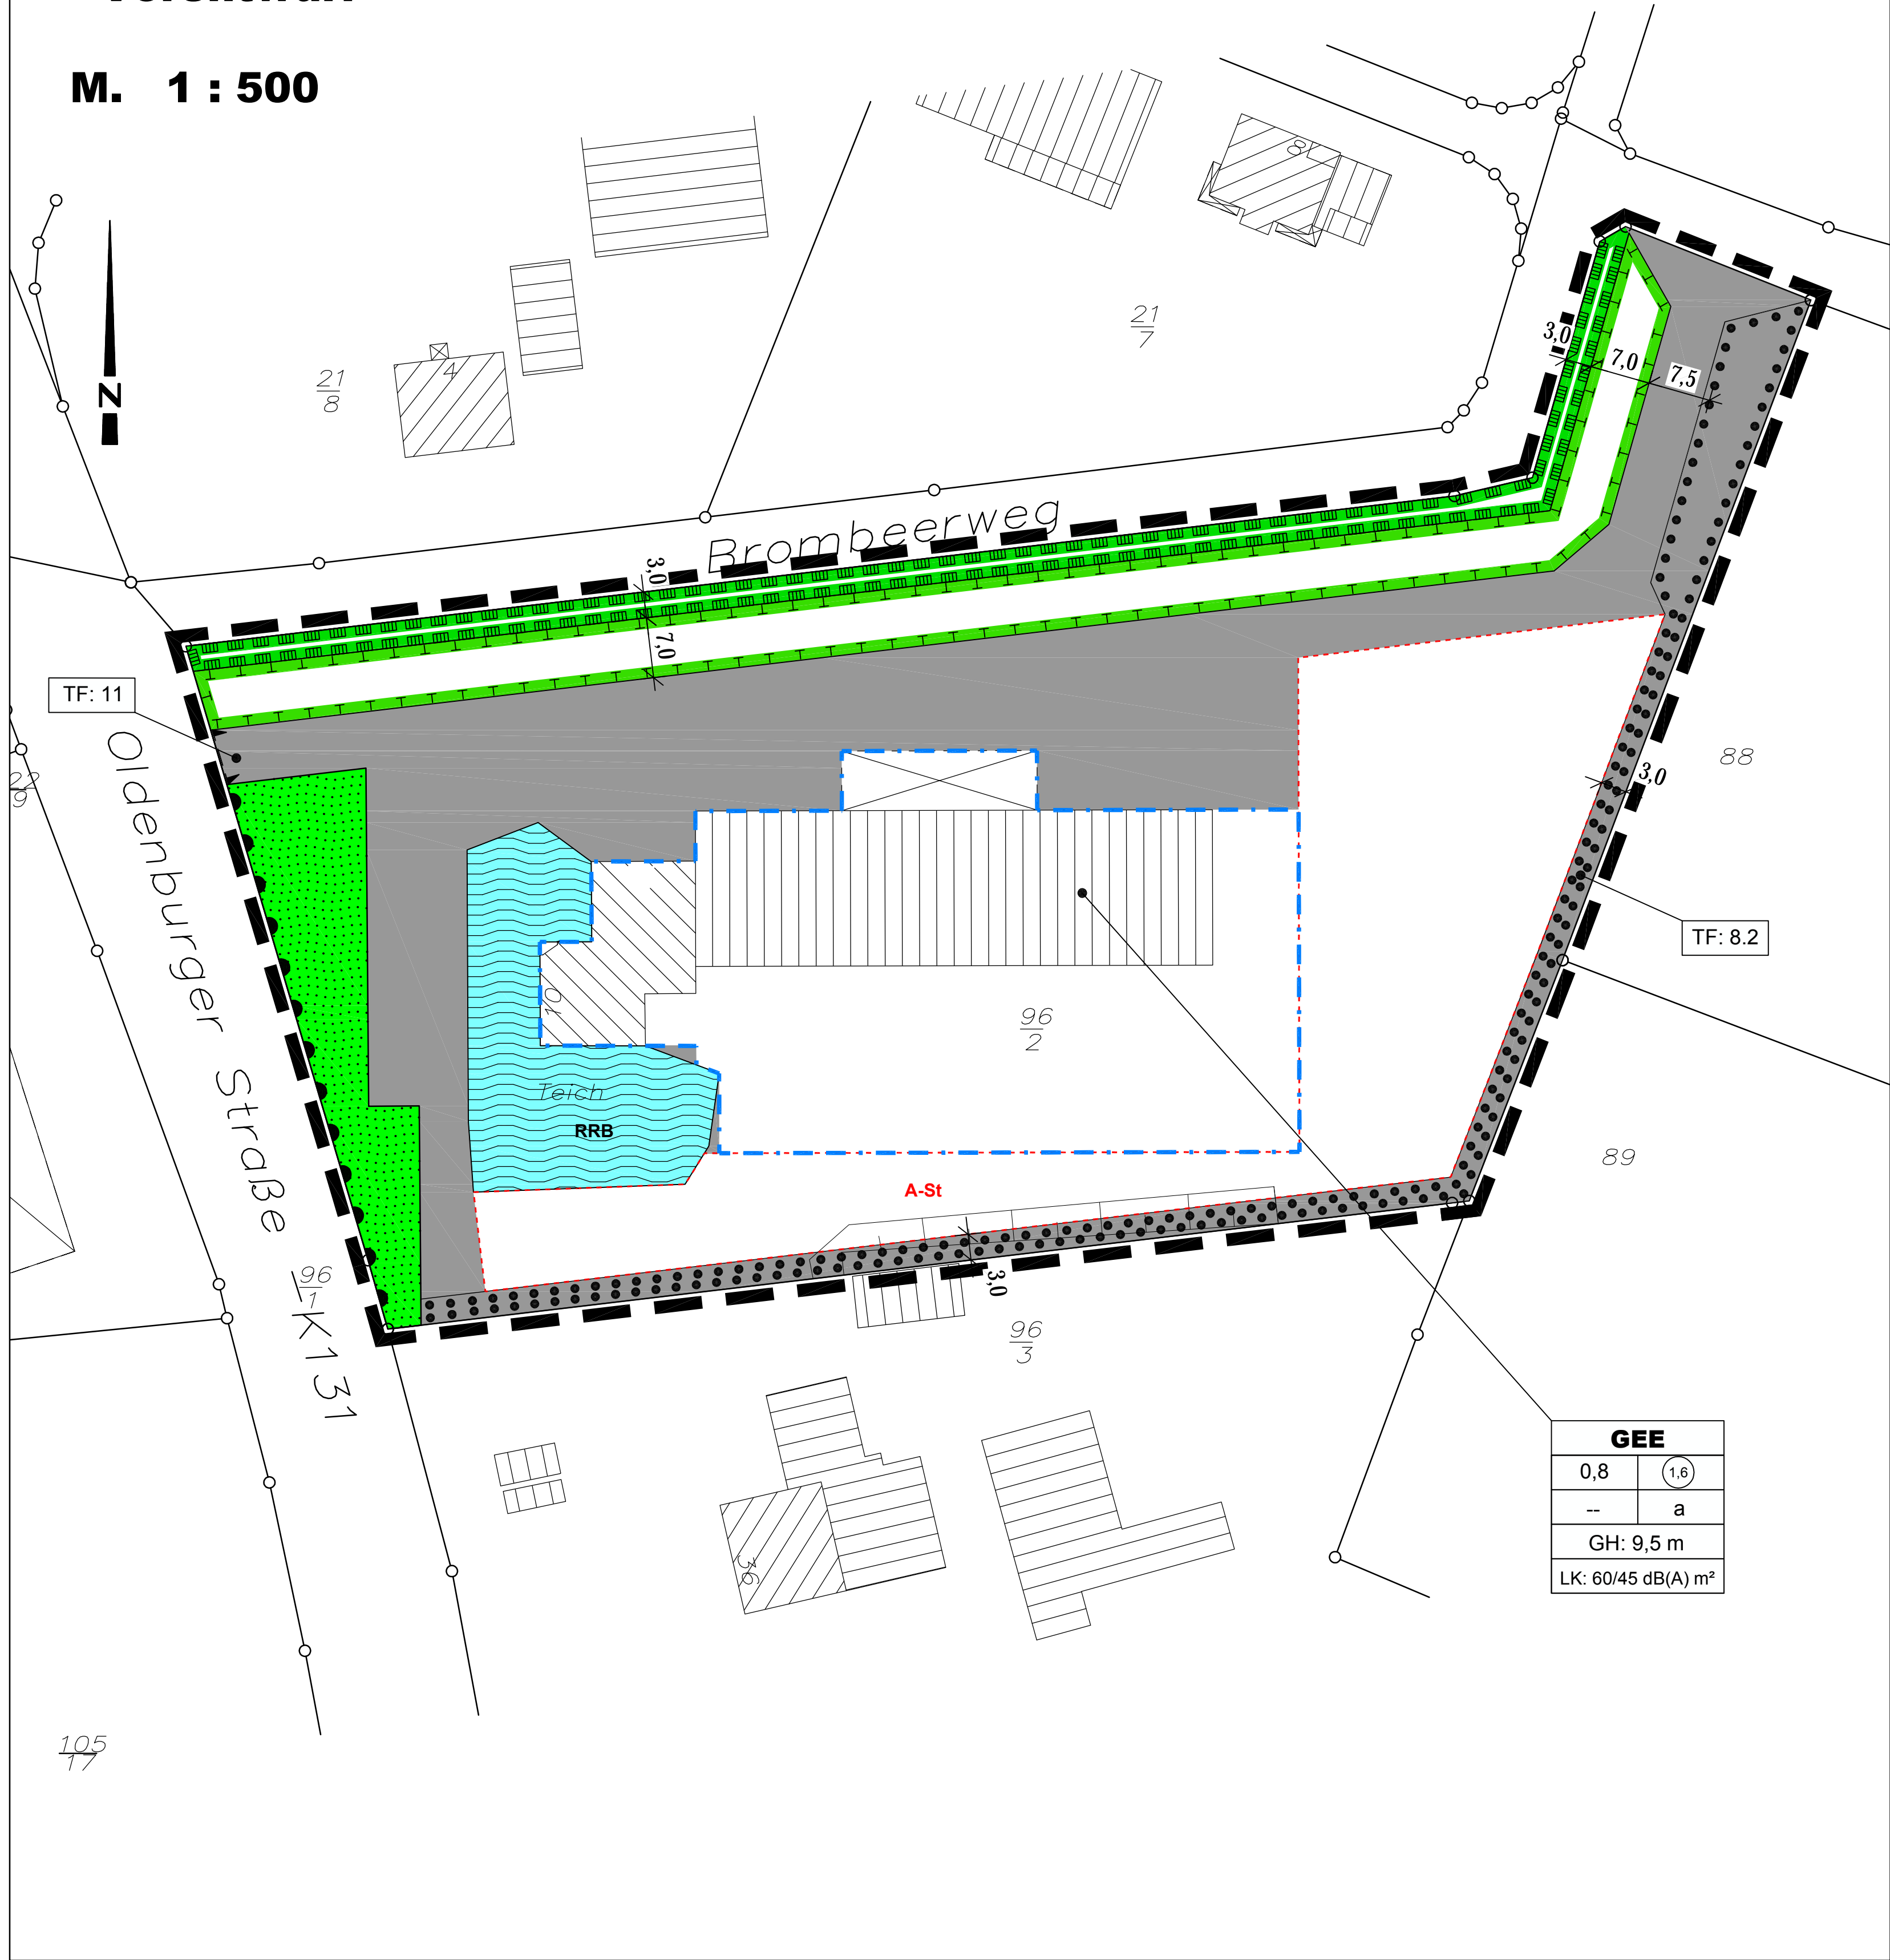 M. 1 : 500
N
21
8
4
21
7
8
Brombeerweg
3,0
7,0
3,0
7,0
7,5
TF: 11
22
9
Oldenburger Straße
K131
88
3,0
TF: 8.2
10
96
2
Teich
RRB
A-St
89
96
1
3,0
96
3
36
GEE
0,8
1,6
--
a
GH: 9,5 m
LK: 60/45 dB(A) m²
105
17